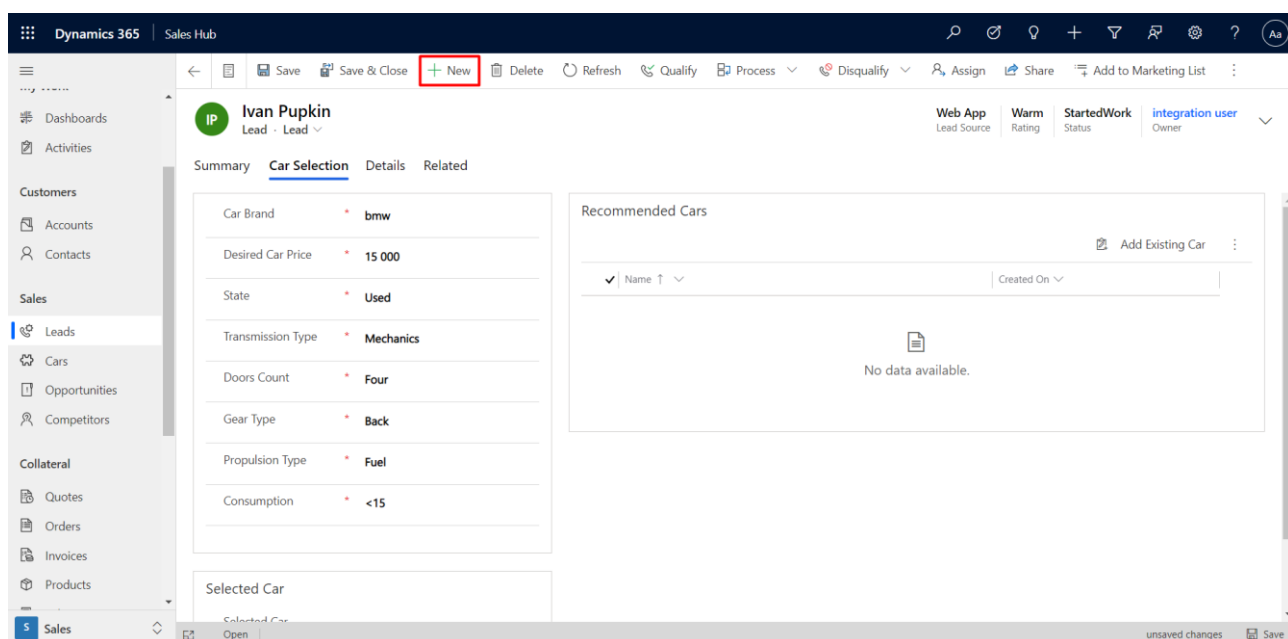 Dynamics 365 Sales Hub ? Aa
Save Save & Close New Delete Refresh Qualify Process Disqualify Assign Share Add to Marketing List
Dashboards
Activities
Customers
Accounts
Contacts
Sales
Leads
Cars
Opportunities
Competitors
Collateral
Quotes
Orders
Invoices
Products
S Sales
IP Ivan Pupkin
Lead · Lead
Web App Warm StartedWork integration user
Lead Source Rating Status Owner
Summary Car Selection Details Related
Car Brand * bmw
Desired Car Price * 15 000
State * Used
Transmission Type * Mechanics
Doors Count * Four
Gear Type * Back
Propulsion Type * Fuel
Consumption * <15
Selected Car
Selected Car
Recommended Cars
Add Existing Car
Name ↑ Created On
No data available.
Open unsaved changes Save